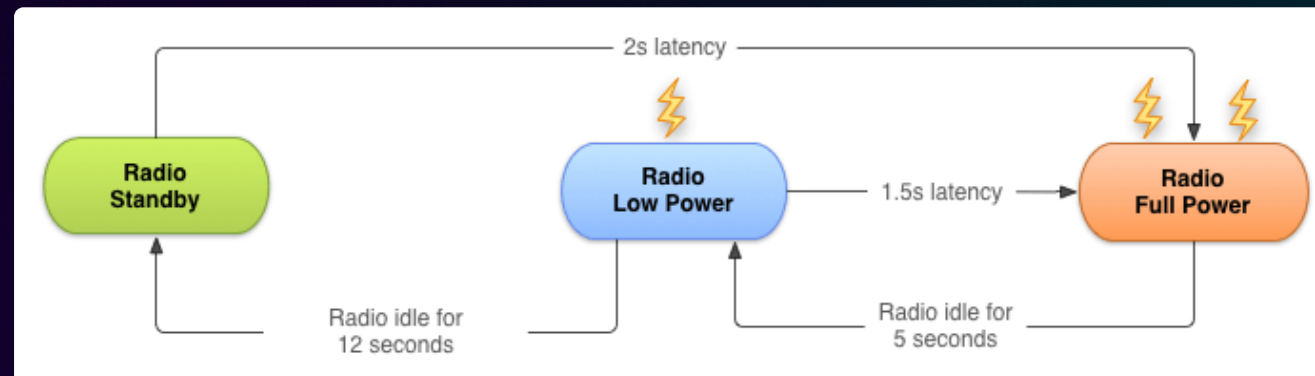 2s latency
Radio
Standby
Radio
Low Power
1.5s latency
Radio
Full Power
Radio idle for
12 seconds
Radio idle for
5 seconds